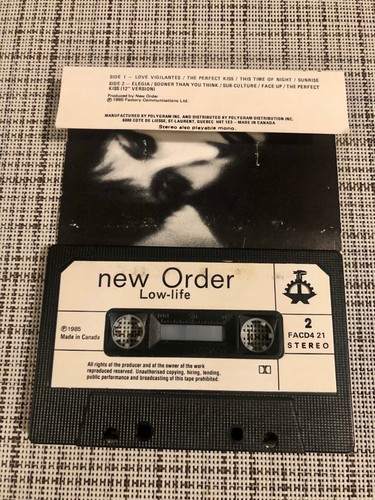 SIDE 1 – LOVE VIGILANTES / THE PERFECT KISS / THIS TIME OF NIGHT / SUNRISE
SIDE 2 – ELEGIA / SOONER THAN YOU THINK / SUB-CULTURE / FACE UP / THE PERFECT
KISS (12" VERSION)
Produced by New Order
℗ 1985 Factory Communications Ltd.
MANUFACTURED BY POLYGRAM INC. AND DISTRIBUTED BY POLYGRAM DISTRIBUTION INC.
6000 COTE DE LIESSE, ST-LAURENT, QUEBEC H4T 1E3 – MADE IN CANADA
Stereo also playable mono.
new Order
Low-life
℗ 1985
Made in Canada
2
FACD4 21
STEREO
All rights of the producer and of the owner of the work
reproduced reserved. Unauthorised copying, hiring, lending,
public performance and broadcasting of this tape prohibited.